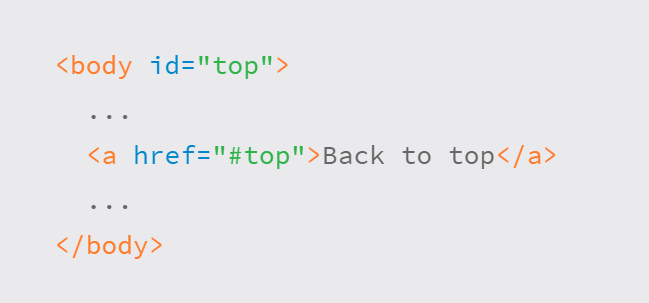 <body id="top">
...
<a href="#top">Back to top</a>
...
</body>